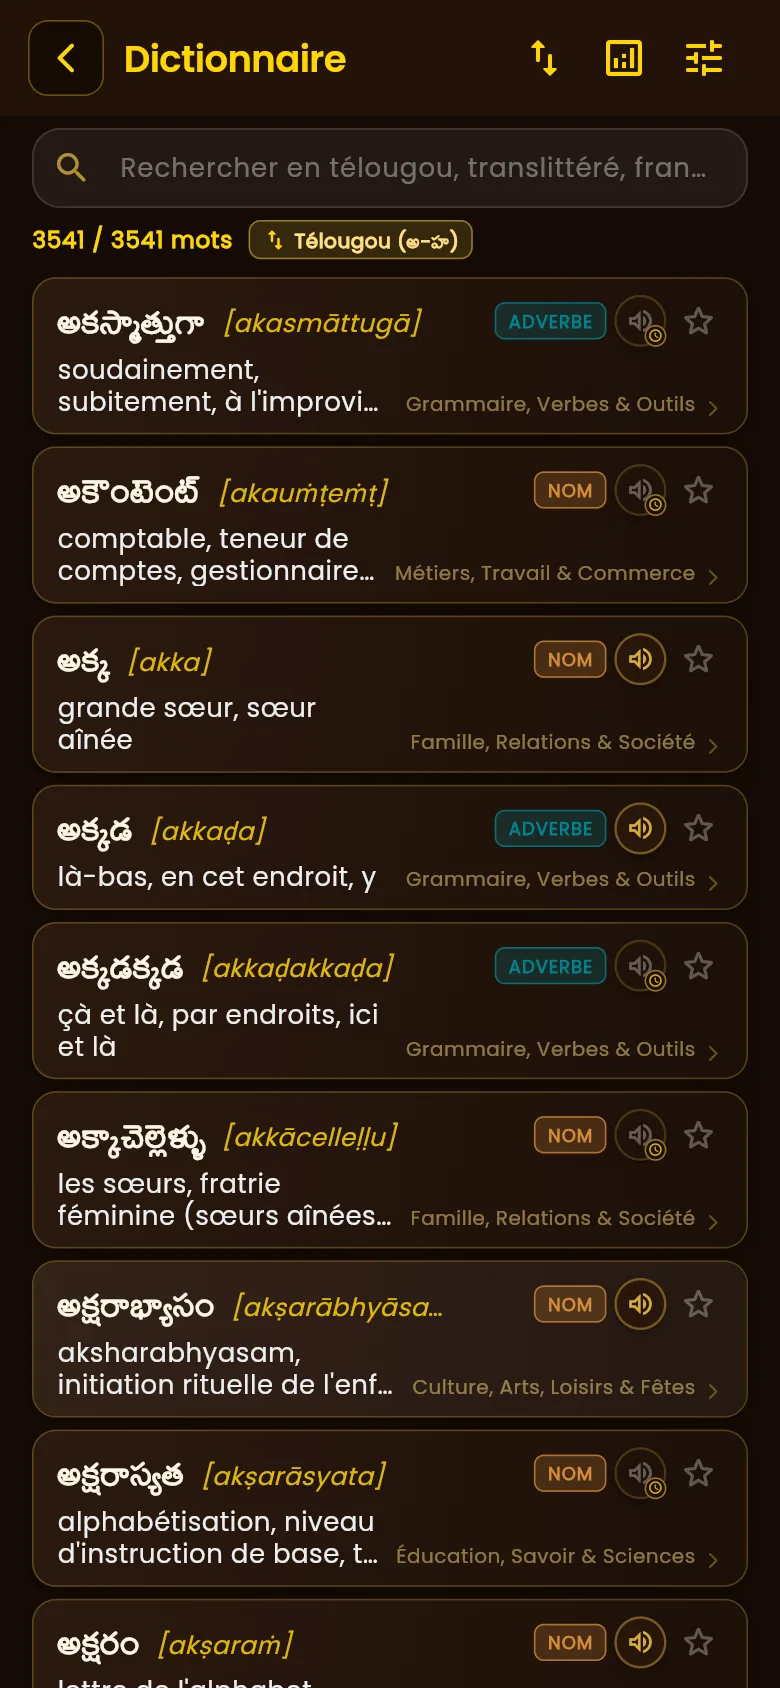 Dictionnaire
Rechercher en télougou, translittéré, fran…
3541 / 3541 mots
Télougou (అ-హ)
అకస్మాత్తుగా [akasmāttugā] ADVERBE
soudainement,
subitement, à l'improvi… Grammaire, Verbes & Outils
అకౌంటెంట్ [akauṁṭeṁṭ] NOM
comptable, teneur de
comptes, gestionnaire… Métiers, Travail & Commerce
అక్క [akka] NOM
grande sœur, sœur
aînée Famille, Relations & Société
అక్కడ [akkaḍa] ADVERBE
là-bas, en cet endroit, y Grammaire, Verbes & Outils
అక్కడక్కడ [akkaḍakkaḍa] ADVERBE
çà et là, par endroits, ici
et là Grammaire, Verbes & Outils
అక్కాచెల్లెళ్ళు [akkācelleḷḷu] NOM
les sœurs, fratrie
féminine (sœurs aînées… Famille, Relations & Société
అక్షరాభ్యాసం [akṣarābhyāsa… NOM
aksharabhyasam,
initiation rituelle de l'enf… Culture, Arts, Loisirs & Fêtes
అక్షరాస్యత [akṣarāsyata] NOM
alphabétisation, niveau
d'instruction de base, t… Éducation, Savoir & Sciences
అక్షరం [akṣaraṁ] NOM
lettre de l'alphabet